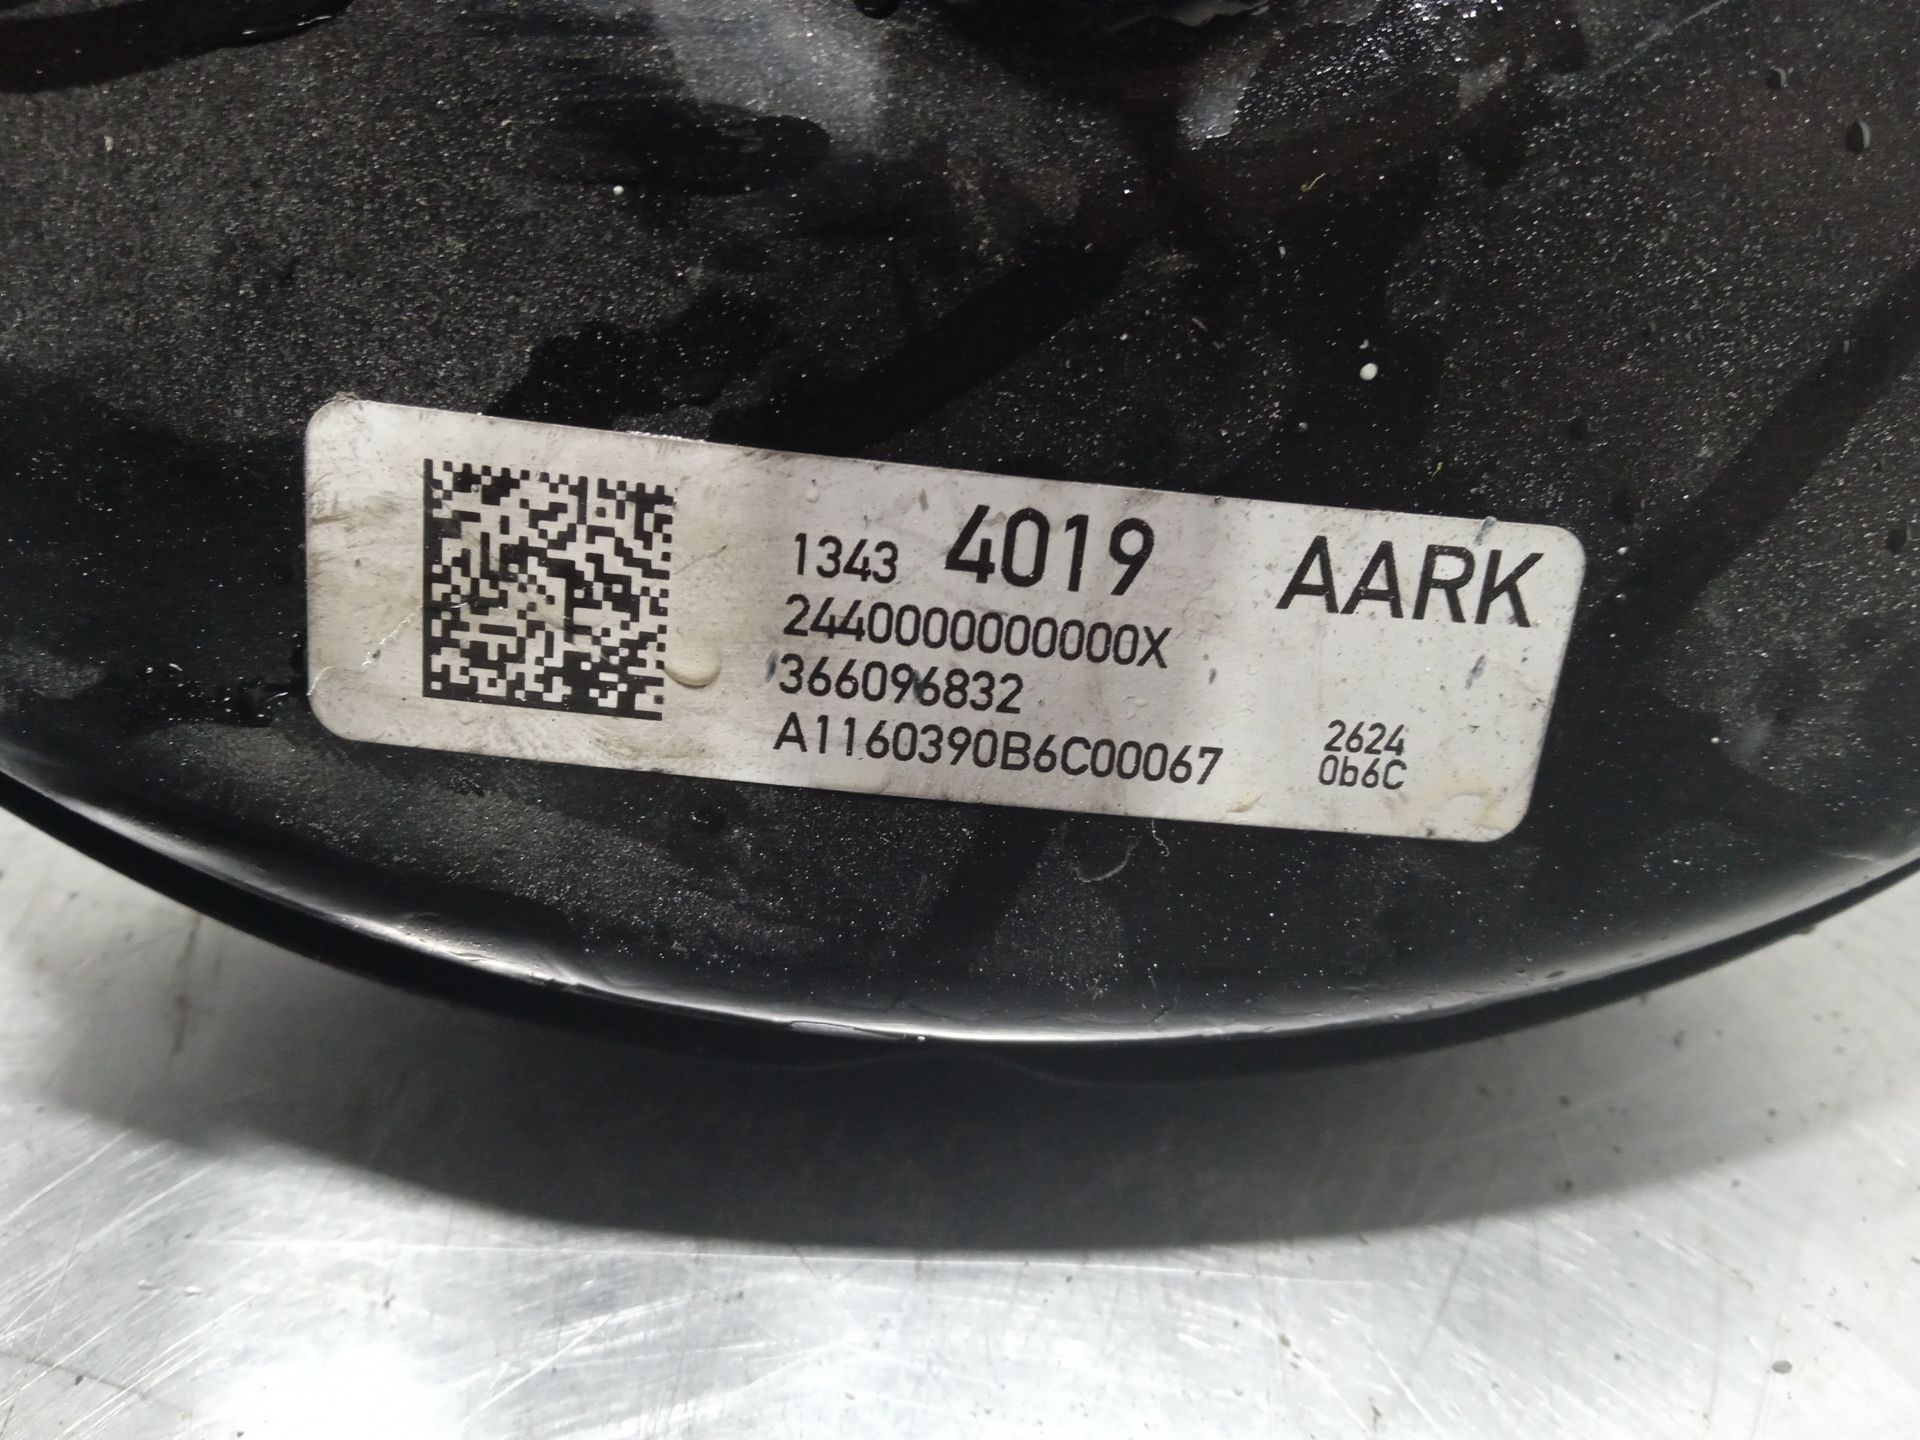 1343 4019 AARK
2440000000000X
366096832
A1160390B6C00067
2624
0b6C